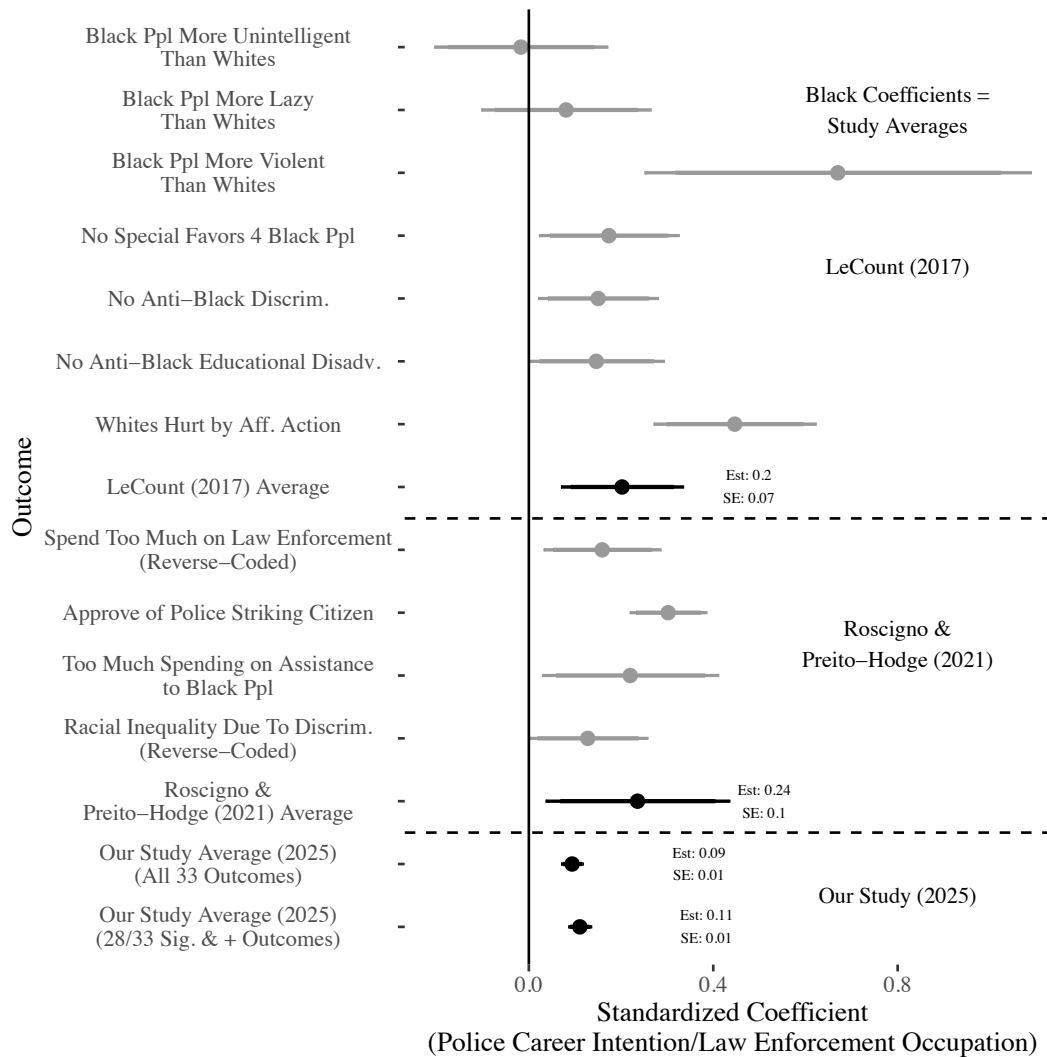 Black Ppl More Unintelligent
Than Whites
Black Ppl More Lazy
Than Whites
Black Coefficients =
Study Averages
Black Ppl More Violent
Than Whites
No Special Favors 4 Black Ppl
LeCount (2017)
No Anti−Black Discrim.
No Anti−Black Educational Disadv.
Whites Hurt by Aff. Action
Outcome
LeCount (2017) Average
Est: 0.2
SE: 0.07
Spend Too Much on Law Enforcement
(Reverse−Coded)
Approve of Police Striking Citizen
Roscigno &
Preito−Hodge (2021)
Too Much Spending on Assistance
to Black Ppl
Racial Inequality Due To Discrim.
(Reverse−Coded)
Roscigno &
Preito−Hodge (2021) Average
Est: 0.24
SE: 0.1
Our Study Average (2025)
(All 33 Outcomes)
Est: 0.09
SE: 0.01
Our Study (2025)
Our Study Average (2025)
(28/33 Sig. & + Outcomes)
Est: 0.11
SE: 0.01
0.0
0.4
0.8
Standardized Coefficient
(Police Career Intention/Law Enforcement Occupation)